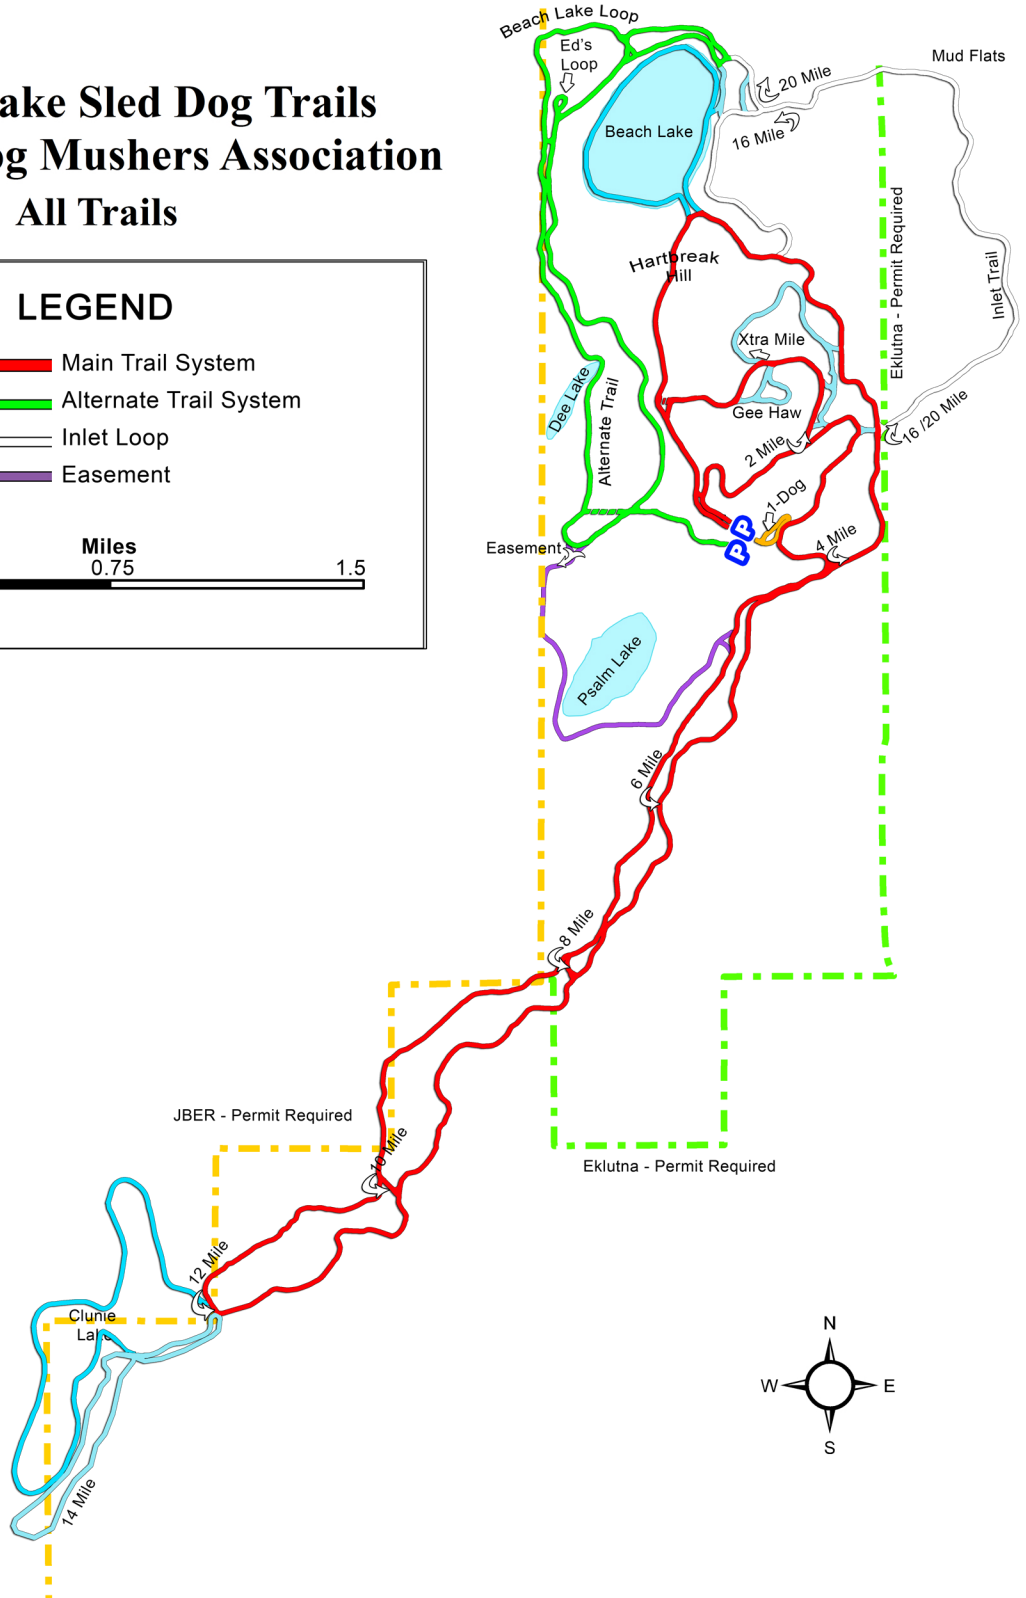 Beach Lake Loop
Ed's
Loop
20 Mile
Mud Flats
ake Sled Dog Trails
og Mushers Association
All Trails
Beach Lake
16 Mile
Eklutna - Permit Required
Hartbreak
Hill
Inlet Trail
LEGEND
Main Trail System
Alternate Trail System
Inlet Loop
Easement
Miles
0.75 1.5
Xtra Mile
Dee Lake
Alternate Trail
Gee Haw
16 /20 Mile
2 Mile
1-Dog
P P
4 Mile
Easement
Psalm Lake
6 Mile
8 Mile
JBER - Permit Required
10 Mile
Eklutna - Permit Required
12 Mile
Clunie
Lake
14 Mile
N
W E
S